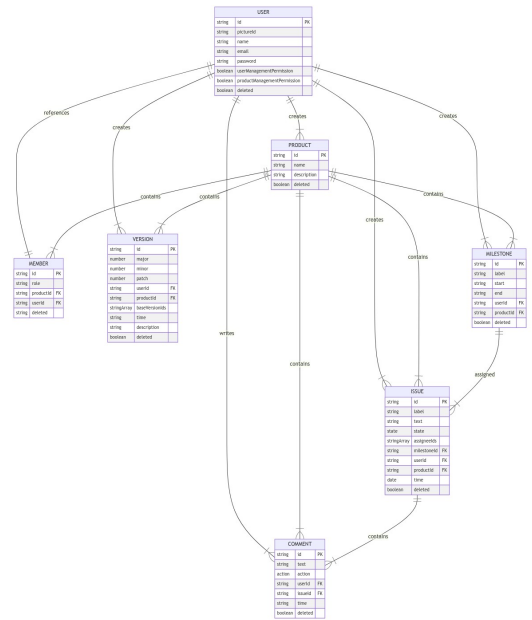 USER
string id PK
string pictureId
string name
string email
string password
boolean userManagementPermission
boolean productManagementPermission
boolean deleted
references
creates
creates
creates
PRODUCT
string id PK
string name
string description
boolean deleted
contains
contains
contains
creates
contains
VERSION
string id PK
number major
number minor
number patch
string userId FK
string productId FK
stringArray baseVersionIds
string time
string description
boolean deleted
MEMBER
string id PK
string role
string productId FK
string userId FK
string deleted
MILESTONE
string id PK
string label
string start
string end
string userId FK
string productId FK
boolean deleted
writes
contains
assigned
ISSUE
string id PK
string label
string text
state state
stringArray assigneeIds
string milestoneId FK
string userId FK
string productId FK
date time
boolean deleted
contains
COMMENT
string id PK
string text
action action
string userId FK
string issueId FK
string time
boolean deleted